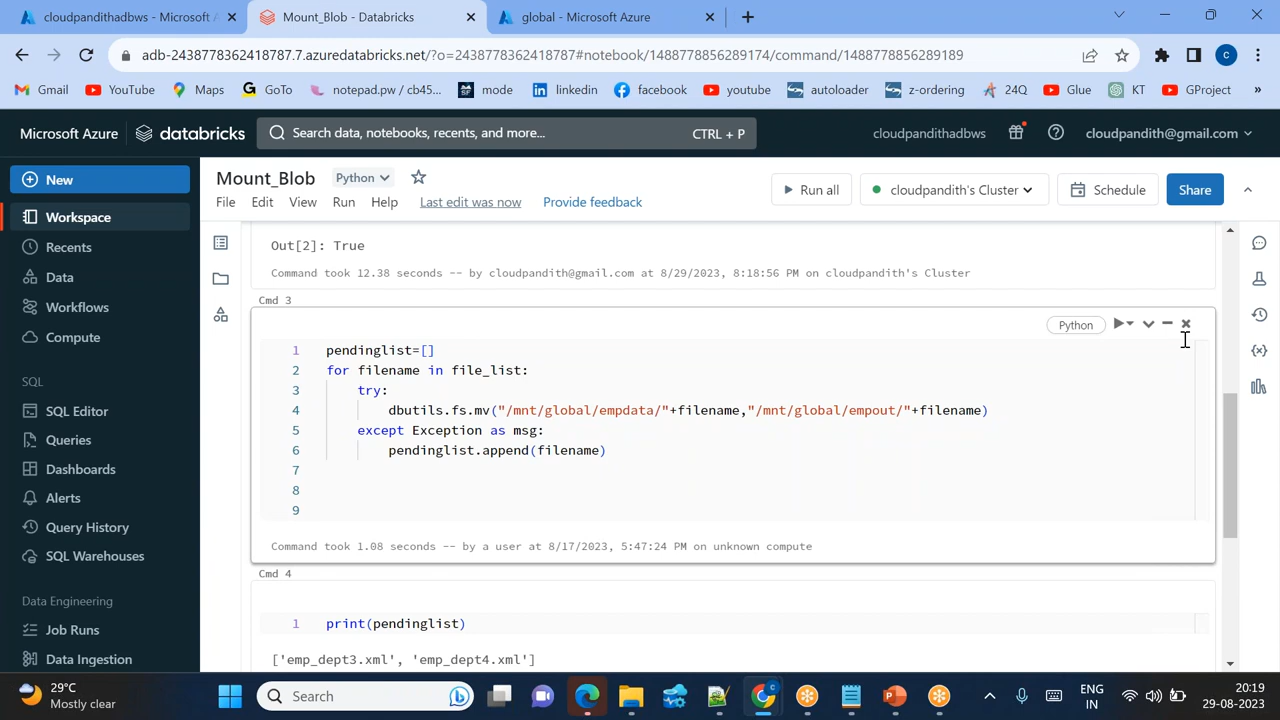 cloudpandithadbws - Microsoft A
Mount_Blob - Databricks
global - Microsoft Azure
adb-2438778362418787.7.azuredatabricks.net/?o=2438778362418787#notebook/1488778856289174/command/1488778856289189
Gmail
YouTube
Maps
GoTo
notepad.pw / cb45...
mode
linkedin
facebook
youtube
autoloader
z-ordering
24Q
Glue
KT
GProject
»
Microsoft Azure
databricks
Search data, notebooks, recents, and more...
CTRL + P
cloudpandithadbws
cloudpandith@gmail.com
New
Workspace
Recents
Data
Workflows
Compute
SQL
SQL Editor
Queries
Dashboards
Alerts
Query History
SQL Warehouses
Data Engineering
Job Runs
Data Ingestion
Mount_Blob
Python
File
Edit
View
Run
Help
Last edit was now
Provide feedback
Run all
cloudpandith's Cluster
Schedule
Share
Out[2]: True
Command took 12.38 seconds -- by cloudpandith@gmail.com at 8/29/2023, 8:18:56 PM on cloudpandith's Cluster
Cmd 3
Python
1 pendinglist=[]
2 for filename in file_list:
3 try:
4 dbutils.fs.mv("/mnt/global/empdata/"+filename,"/mnt/global/empout/"+filename)
5 except Exception as msg:
6 pendinglist.append(filename)
7
8
9
Command took 1.08 seconds -- by a user at 8/17/2023, 5:47:24 PM on unknown compute
Cmd 4
1 print(pendinglist)
['emp_dept3.xml', 'emp_dept4.xml']
29°C
Mostly clear
Search
ENG
IN
20:19
29-08-2023